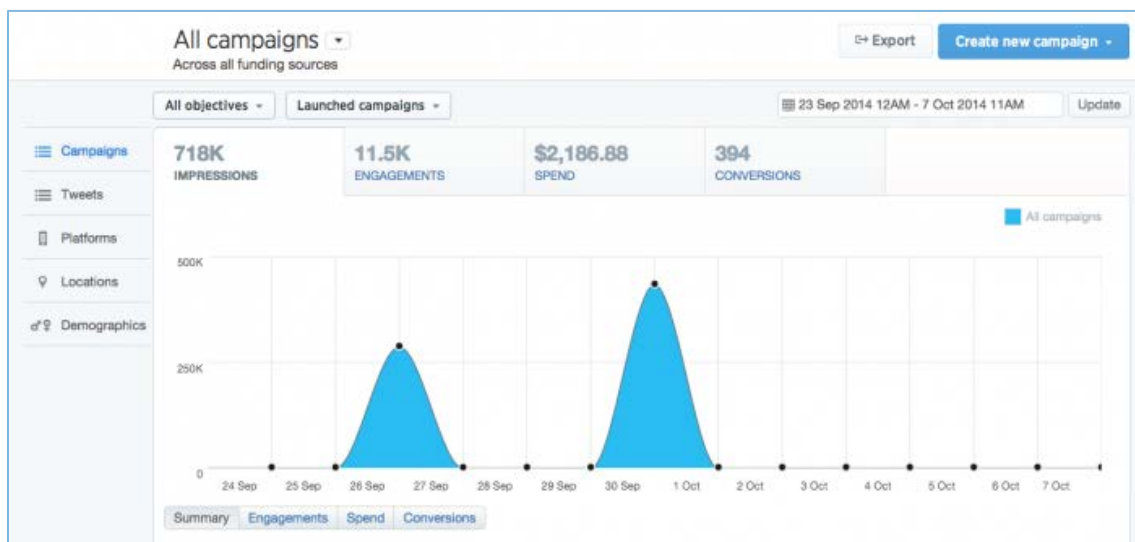 All campaigns
Across all funding sources
Export
Create new campaign
All objectives
Launched campaigns
23 Sep 2014 12AM - 7 Oct 2014 11AM
Update
Campaigns
Tweets
Platforms
Locations
Demographics
718K
IMPRESSIONS
11.5K
ENGAGEMENTS
$2,186.88
SPEND
394
CONVERSIONS
All campaigns
500K
250K
0
24 Sep 25 Sep 26 Sep 27 Sep 28 Sep 29 Sep 30 Sep 1 Oct 2 Oct 3 Oct 4 Oct 5 Oct 6 Oct 7 Oct
Summary Engagements Spend Conversions